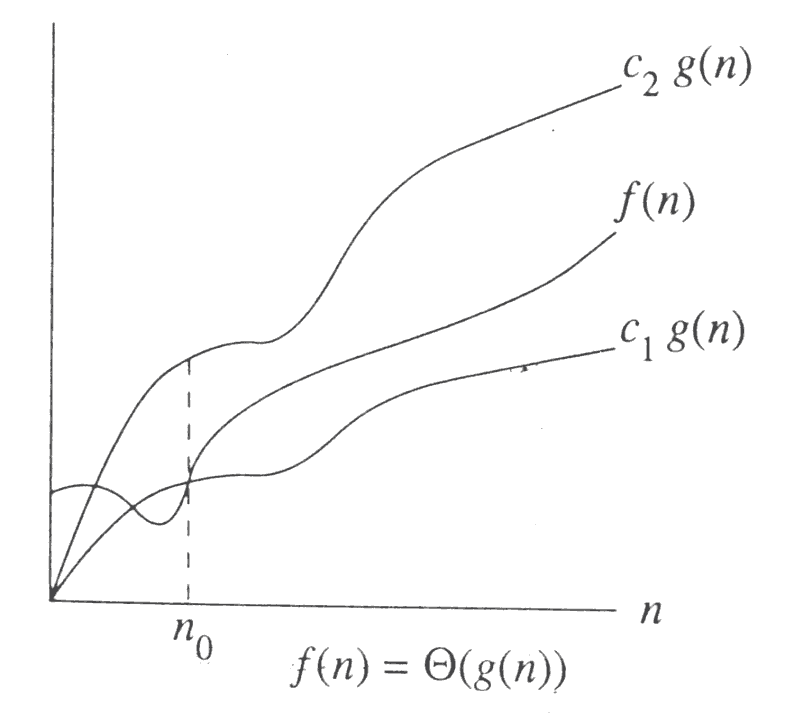 c₂ g(n)
f(n)
c₁ g(n)
n
n₀
f(n) = Θ(g(n))